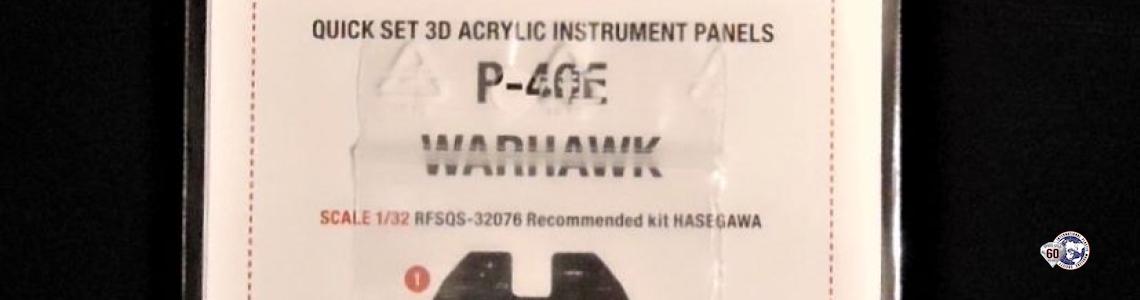 QUICK SET 3D ACRYLIC INSTRUMENT PANELS
P-40E
WARHAWK
SCALE 1/32 RFSQS-32076 Recommended kit HASEGAWA
1
60